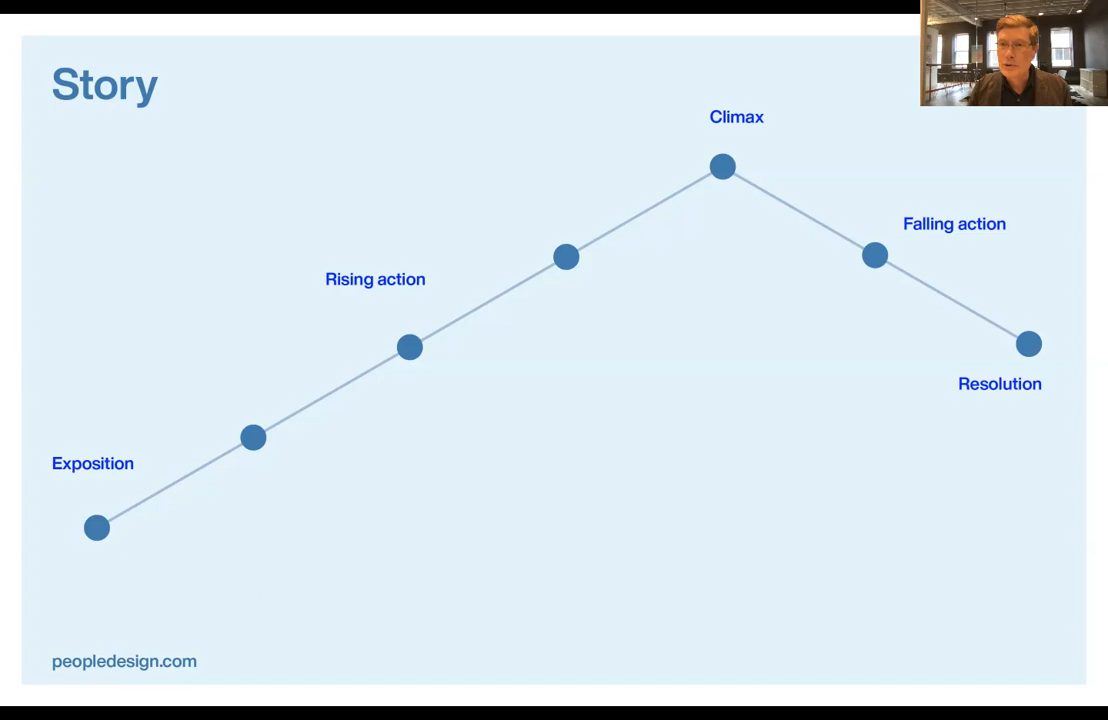 Story
Climax
Falling action
Rising action
Resolution
Exposition
peopledesign.com